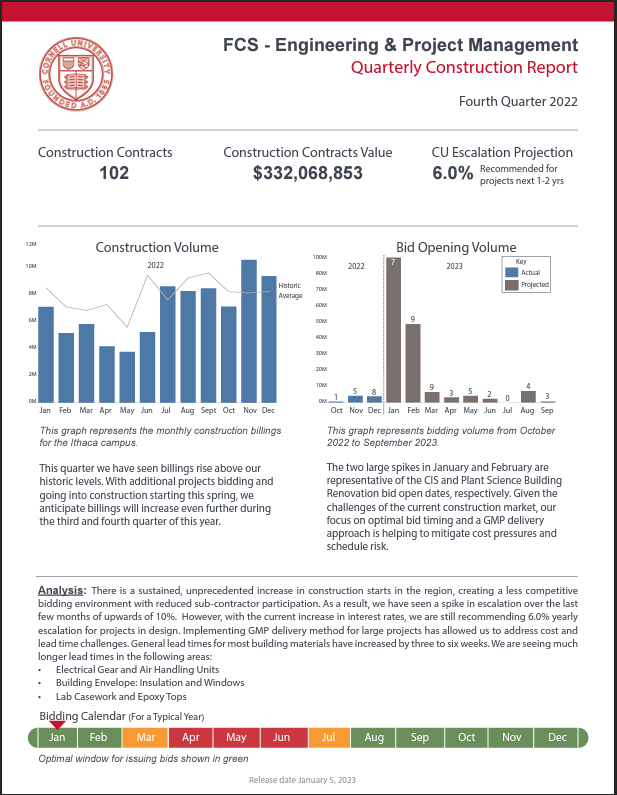 CORNELL UNIVERSITY
FOUNDED A.D. 1865
FCS - Engineering & Project Management
Quarterly Construction Report
Fourth Quarter 2022
Construction Contracts
102
Construction Contracts Value
$332,068,853
CU Escalation Projection
6.0% Recommended for
projects next 1-2 yrs
Construction Volume
2022
12M
10M
8M
6M
4M
2M
0M
Historic
Average
Jan Feb Mar Apr May Jun Jul Aug Sept Oct Nov Dec
This graph represents the monthly construction billings
for the Ithaca campus.
This quarter we have seen billings rise above our
historic levels. With additional projects bidding and
going into construction starting this spring, we
anticipate billings will increase even further during
the third and fourth quarter of this year.
Bid Opening Volume
2022
2023
Key
Actual
Projected
100M
90M
80M
70M
60M
50M
40M
30M
20M
10M
0M
1 5 8 7 9 9 3 5 2 0 4 3
Oct Nov Dec Jan Feb Mar Apr May Jun Jul Aug Sep
This graph represents bidding volume from October
2022 to September 2023.
The two large spikes in January and February are
representative of the CIS and Plant Science Building
Renovation bid open dates, respectively. Given the
challenges of the current construction market, our
focus on optimal bid timing and a GMP delivery
approach is helping to mitigate cost pressures and
schedule risk.
Analysis: There is a sustained, unprecedented increase in construction starts in the region, creating a less competitive
bidding environment with reduced sub-contractor participation. As a result, we have seen a spike in escalation over the last
few months of upwards of 10%. However, with the current increase in interest rates, we are still recommending 6.0% yearly
escalation for projects in design. Implementing GMP delivery method for large projects has allowed us to address cost and
lead time challenges. General lead times for most building materials have increased by three to six weeks. We are seeing much
longer lead times in the following areas:
• Electrical Gear and Air Handling Units
• Building Envelope: Insulation and Windows
• Lab Casework and Epoxy Tops
Bidding Calendar (For a Typical Year)
Jan Feb Mar Apr May Jun Jul Aug Sep Oct Nov Dec
Optimal window for issuing bids shown in green
Release date January 5, 2023